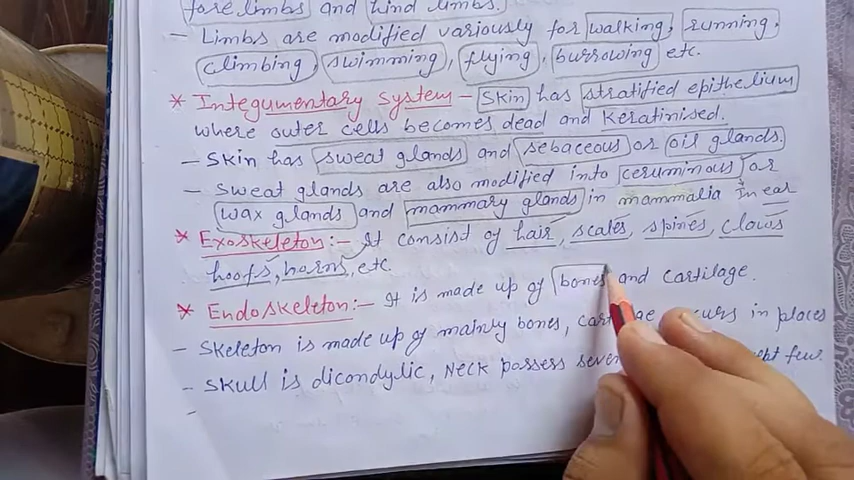 fore limbs and hind limbs.
- Limbs are modified variously for walking, running,
climbing, swimming, flying, burrowing etc.
* Integumentary system - skin has stratified epithelium
where outer cells becomes dead and keratinised.
- Skin has sweat glands and sebaceous or oil glands.
- Sweat glands are also modified into ceruminous or
wax glands and mammary glands in mammalia In ear
* Exoskeleton :- It consist of hair, scales, spines, claws
hoofs, horns, etc.
* Endoskeleton :- It is made up of bones and cartilage.
- Skeleton is made up of mainly bones, in places
- Skull is dicondylic, Neck possess few.
-